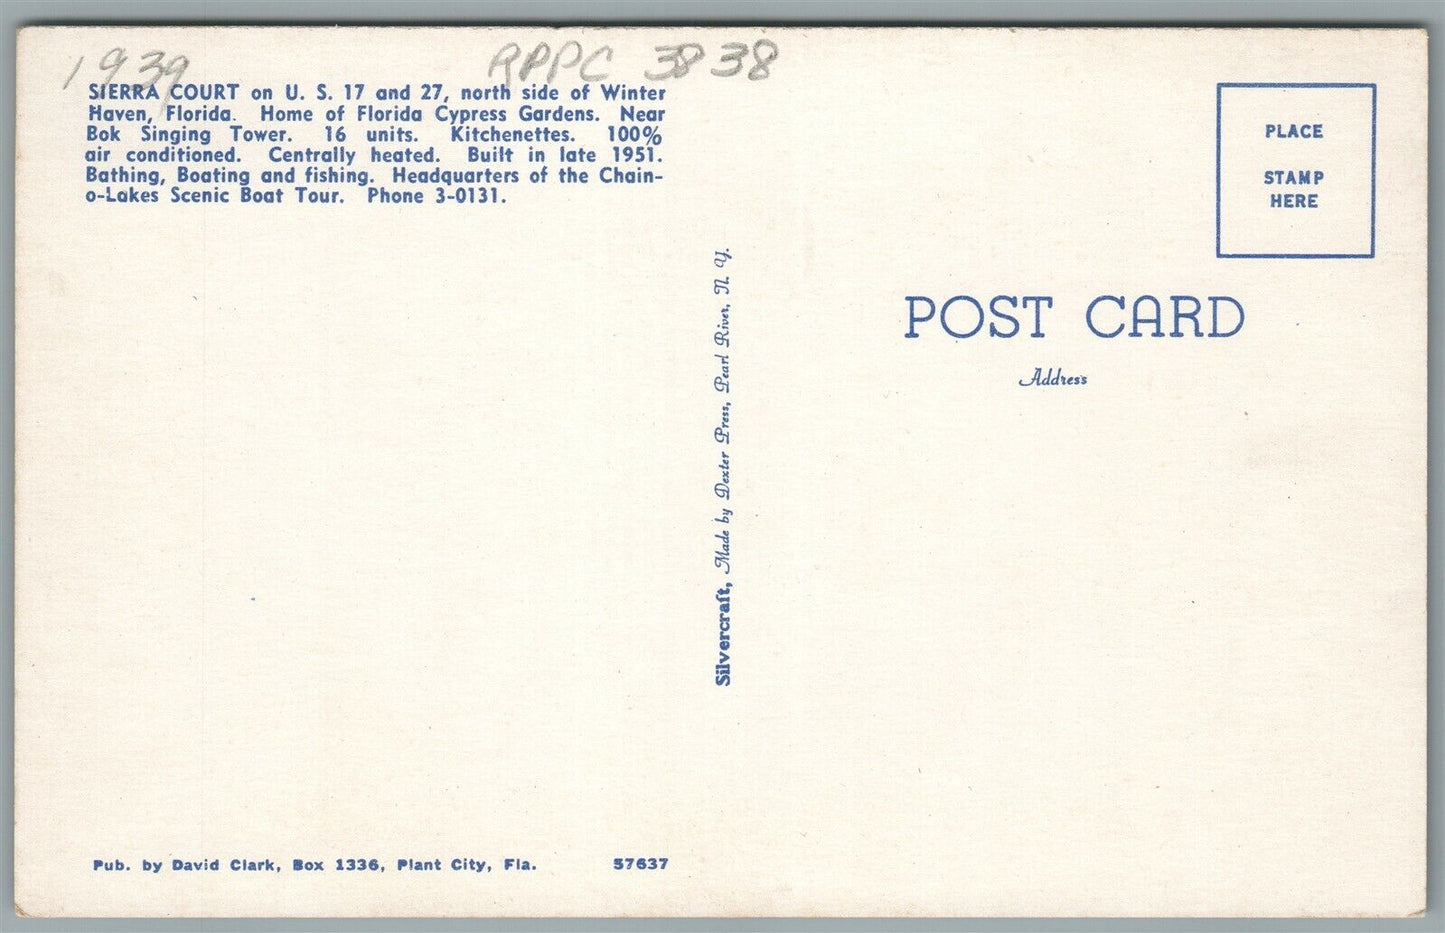 1939
RPPC 3838
SIERRA COURT on U. S. 17 and 27, north side of Winter
Haven, Florida. Home of Florida Cypress Gardens. Near
Bok Singing Tower. 16 units. Kitchenettes. 100%
air conditioned. Centrally heated. Built in late 1951.
Bathing, Boating and fishing. Headquarters of the Chain-
o-Lakes Scenic Boat Tour. Phone 3-0131.
Pub. by David Clark, Box 1336, Plant City, Fla. 57637
Silvercraft, Made by Dexter Press, Pearl River, N. Y.
PLACE
STAMP
HERE
POST CARD
Address